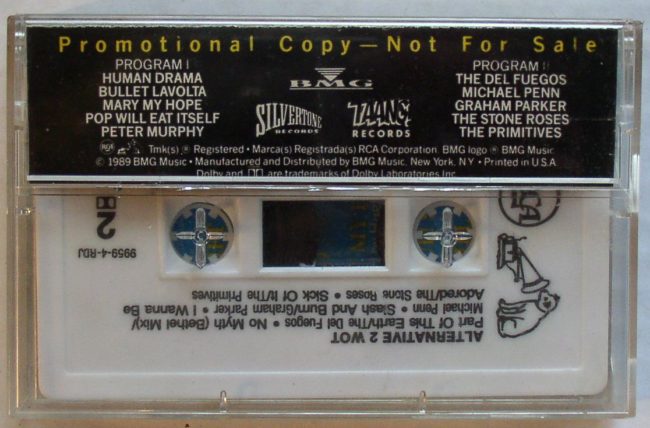 Promotional Copy—Not For Sale
PROGRAM I
HUMAN DRAMA
BULLET LAVOLTA
MARY MY HOPE
POP WILL EAT ITSELF
PETER MURPHY
BMG
SILVERTONE
RECORDS
TAANG!
RECORDS
PROGRAM II
THE DEL FUEGOS
MICHAEL PENN
GRAHAM PARKER
THE STONE ROSES
THE PRIMITIVES
RCA Tmk(s) ® Registered • Marca(s) Registrada(s) RCA Corporation. BMG logo ® BMG Music
© 1989 BMG Music • Manufactured and Distributed by BMG Music, New York, NY • Printed in U.S.A.
Dolby and are trademarks of Dolby Laboratories Inc.
ALTERNATIVE 2 WOT
Part Of This Earth/The Del Fuegos • No Myth (Bethel Mix)/
Michael Penn • Slash And Burn/Graham Parker • I Wanna Be
Adored/The Stone Roses • Sick Of It/The Primitives
9959-4-RDJ
2
RCA